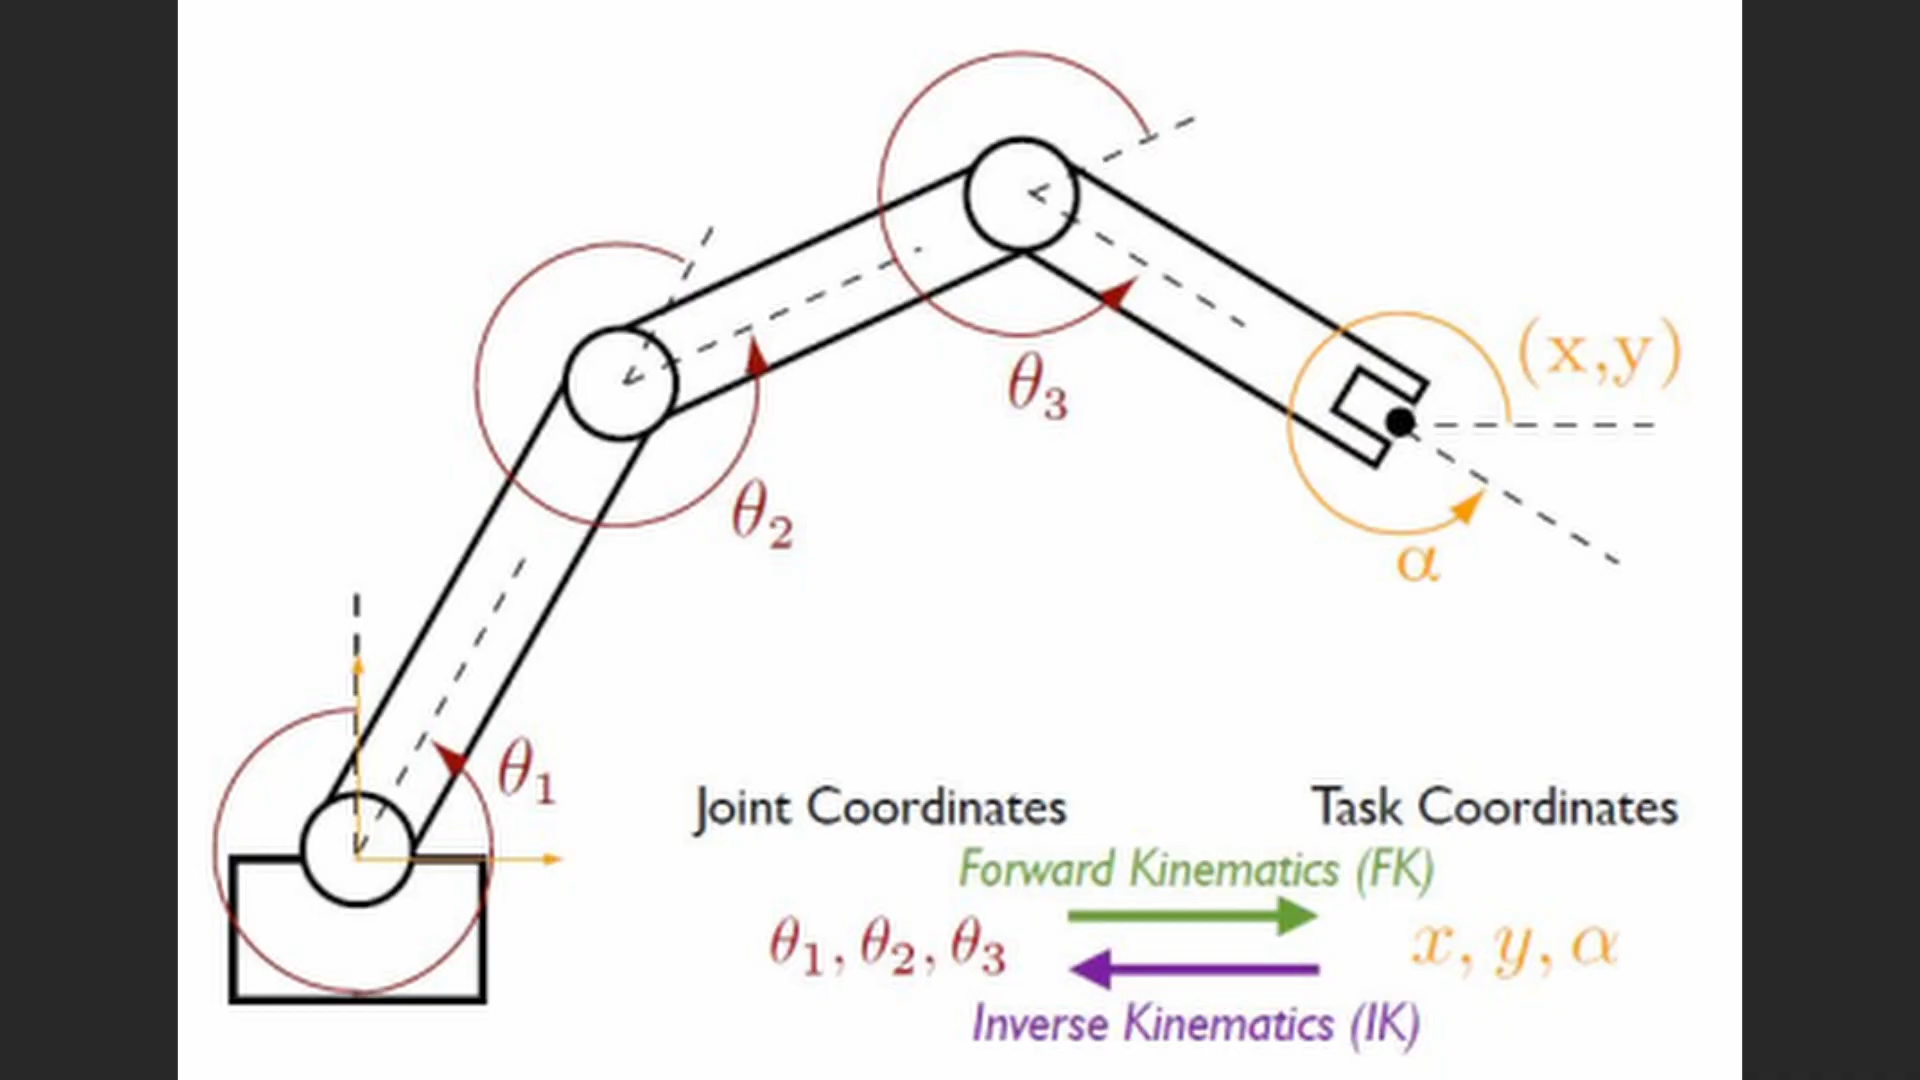 (x,y)
θ3
θ2
α
θ1
Joint Coordinates
Task Coordinates
Forward Kinematics (FK)
θ1, θ2, θ3
x, y, α
Inverse Kinematics (IK)